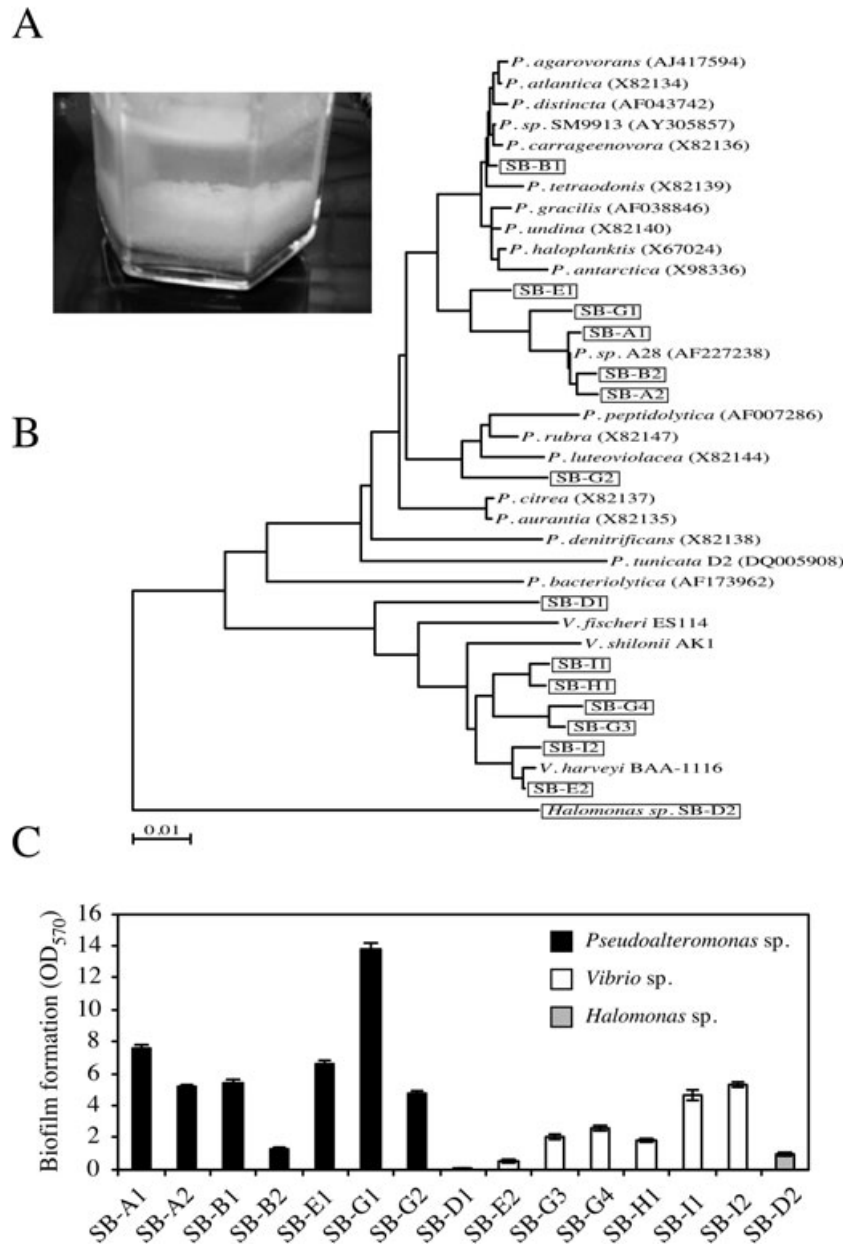 A
P. agarovorans (AJ417594)
P. atlantica (X82134)
P. distincta (AF043742)
P. sp. SM9913 (AY305857)
P. carrageenovora (X82136)
SB-B1
P. tetraodonis (X82139)
P. gracilis (AF038846)
P. undina (X82140)
P. haloplanktis (X67024)
P. antarctica (X98336)
SB-E1
SB-G1
SB-A1
P. sp. A28 (AF227238)
SB-B2
SB-A2
B
P. peptidolytica (AF007286)
P. rubra (X82147)
P. luteoviolacea (X82144)
SB-G2
P. citrea (X82137)
P. aurantia (X82135)
P. denitrificans (X82138)
P. tunicata D2 (DQ005908)
P. bacteriolytica (AF173962)
SB-D1
V. fischeri ES114
V. shilonii AK1
SB-I1
SB-H1
SB-G4
SB-G3
SB-I2
V. harveyi BAA-1116
SB-E2
Halomonas sp. SB-D2
0.01
C
Biofilm formation (OD570)
16
14
12
10
8
6
4
2
0
Pseudoalteromonas sp.
Vibrio sp.
Halomonas sp.
SB-A1
SB-A2
SB-B1
SB-B2
SB-E1
SB-G1
SB-G2
SB-D1
SB-E2
SB-G3
SB-G4
SB-H1
SB-I1
SB-I2
SB-D2